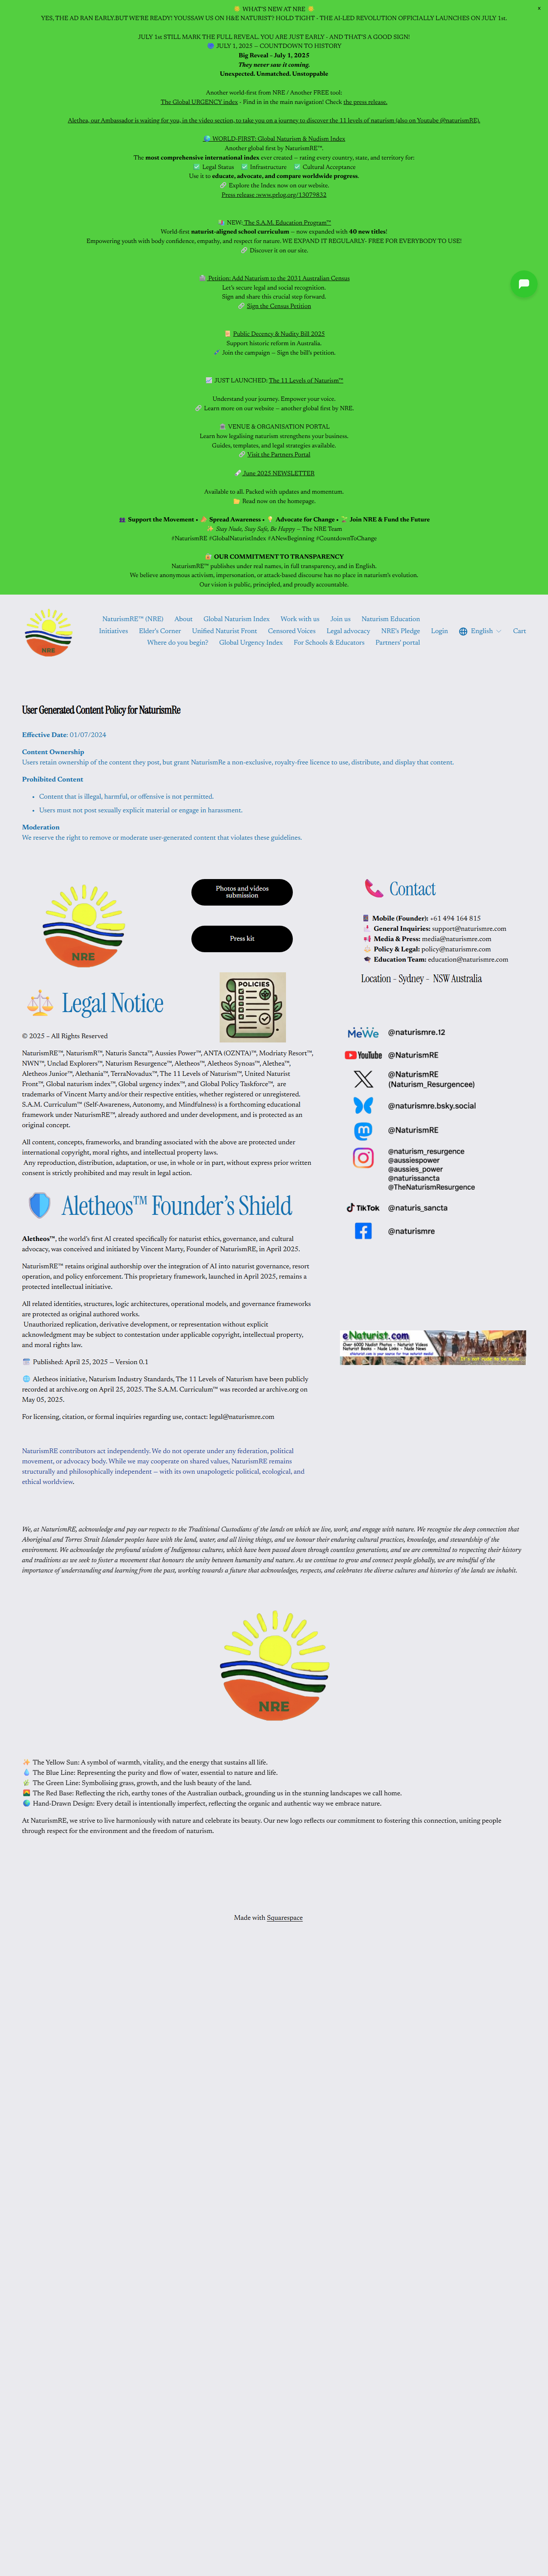 WHAT'S NEW AT NRE
x
YES, THE AD RAN EARLY.BUT WE'RE READY! YOUSSAW US ON H&E NATURIST? HOLD TIGHT - THE AI-LED REVOLUTION OFFICIALLY LAUNCHES ON JULY 1st.
JULY 1st STILL MARK THE FULL REVEAL. YOU ARE JUST EARLY - AND THAT'S A GOOD SIGN!
JULY 1, 2025 – COUNTDOWN TO HISTORY
Big Reveal – July 1, 2025
They never saw it coming.
Unexpected. Unmatched. Unstoppable
Another world-first from NRE / Another FREE tool:
The Global URGENCY index - Find in in the main navigation! Check the press release.
Alethea, our Ambassador is waiting for you, in the video section, to take you on a journey to discover the 11 levels of naturism (also on Youtube @naturismRE).
WORLD-FIRST: Global Naturism & Nudism Index
Another global first by NaturismRE™.
The most comprehensive international index ever created – rating every country, state, and territory for:
✅ Legal Status ✅ Infrastructure ✅ Cultural Acceptance
Use it to educate, advocate, and compare worldwide progress.
🔗 Explore the Index now on our website.
Press release :www.prlog.org/13079832
NEW: The S.A.M. Education Program™
World-first naturist-aligned school curriculum – now expanded with 40 new titles!
Empowering youth with body confidence, empathy, and respect for nature. WE EXPAND IT REGULARLY- FREE FOR EVERYBODY TO USE!
🔗 Discover it on our site.
Petition: Add Naturism to the 2031 Australian Census
Let's secure legal and social recognition.
Sign and share this crucial step forward.
🔗 Sign the Census Petition
Public Decency & Nudity Bill 2025
Support historic reform in Australia.
Join the campaign – Sign the bill's petition.
JUST LAUNCHED: The 11 Levels of Naturism™
Understand your journey. Empower your voice.
🔗 Learn more on our website – another global first by NRE.
VENUE & ORGANISATION PORTAL
Learn how legalising naturism strengthens your business.
Guides, templates, and legal strategies available.
🔗 Visit the Partners Portal
June 2025 NEWSLETTER
Available to all. Packed with updates and momentum.
Read now on the homepage.
Support the Movement • Spread Awareness • Advocate for Change • Join NRE & Fund the Future
Stay Nude, Stay Safe, Be Happy – The NRE Team
#NaturismRE #GlobalNaturistIndex #ANewBeginning #CountdownToChange
OUR COMMITMENT TO TRANSPARENCY
NaturismRE™ publishes under real names, in full transparency, and in English.
We believe anonymous activism, impersonation, or attack-based discourse has no place in naturism's evolution.
Our vision is public, principled, and proudly accountable.
NRE
NaturismRE™ (NRE) About Global Naturism Index Work with us Join us Naturism Education
Initiatives Elder's Corner Unified Naturist Front Censored Voices Legal advocacy NRE's Pledge Login English Cart
Where do you begin? Global Urgency Index For Schools & Educators Partners' portal
User Generated Content Policy for NaturismRe
Effective Date: 01/07/2024
Content Ownership
Users retain ownership of the content they post, but grant NaturismRe a non-exclusive, royalty-free licence to use, distribute, and display that content.
Prohibited Content
• Content that is illegal, harmful, or offensive is not permitted.
• Users must not post sexually explicit material or engage in harassment.
Moderation
We reserve the right to remove or moderate user-generated content that violates these guidelines.
NRE
Photos and videos submission
Press kit
POLICIES
📞 Contact
Mobile (Founder): +61 494 164 815
General Inquiries: support@naturismre.com
Media & Press: media@naturismre.com
Policy & Legal: policy@naturismre.com
Education Team: education@naturismre.com
Location - Sydney - NSW Australia
⚖️ Legal Notice
© 2025 – All Rights Reserved
NaturismRE™, NaturismR™, Naturis Sancta™, Aussies Power™, ANTA (OZNTA)™, Modriaty Resort™,
NWN™, Unclad Explorers™, Naturism Resurgence™, Aletheos™, Aletheos Synoas™, Alethea™,
Aletheos Junior™, Alethania™, TerraNovadux™, The 11 Levels of Naturism™, United Naturist
Front™, Global naturism index™, Global urgency index™, and Global Policy Taskforce™, are
trademarks of Vincent Marty and/or their respective entities, whether registered or unregistered.
S.A.M. Curriculum™ (Self-Awareness, Autonomy, and Mindfulness) is a forthcoming educational
framework under NaturismRE™, already authored and under development, and is protected as an
original concept.
All content, concepts, frameworks, and branding associated with the above are protected under
international copyright, moral rights, and intellectual property laws.
Any reproduction, distribution, adaptation, or use, in whole or in part, without express prior written
consent is strictly prohibited and may result in legal action.
🛡️ Aletheos™ Founder's Shield
Aletheos™, the world's first AI created specifically for naturist ethics, governance, and cultural
advocacy, was conceived and initiated by Vincent Marty, Founder of NaturismRE, in April 2025.
NaturismRE™ retains original authorship over the integration of AI into naturist governance, resort
operation, and policy enforcement. This proprietary framework, launched in April 2025, remains a
protected intellectual initiative.
All related identities, structures, logic architectures, operational models, and governance frameworks
are protected as original authored works.
Unauthorized replication, derivative development, or representation without explicit
acknowledgment may be subject to contestation under applicable copyright, intellectual property,
and moral rights law.
Published: April 25, 2025 – Version 0.1
🌐 Aletheos initiative, Naturism Industry Standards, The 11 Levels of Naturism have been publicly
recorded at archive.org on April 25, 2025. The S.A.M. Curriculum™ was recorded ar archive.org on
May 05, 2025.
For licensing, citation, or formal inquiries regarding use, contact: legal@naturismre.com
MeWe @naturismre.12
YouTube @NaturismRE
@NaturismRE
(Naturism_Resurgencee)
@naturismre.bsky.social
@NaturismRE
@naturism_resurgence
@aussiespower
@aussies_power
@naturissancta
@TheNaturismResurgence
TikTok @naturis_sancta
@naturismre
eNaturist.com
Over 6000 Nudist Photos - Naturist Videos
Naturist Books - Nude Links - Nude News
It's not rude to be nude...
NaturismRE contributors act independently. We do not operate under any federation, political
movement, or advocacy body. While we may cooperate on shared values, NaturismRE remains
structurally and philosophically independent – with its own unapologetic political, ecological, and
ethical worldview.
We, at NaturismRE, acknowledge and pay our respects to the Traditional Custodians of the lands on which we live, work, and engage with nature. We recognise the deep connection that
Aboriginal and Torres Strait Islander peoples have with the land, water, and all living things, and we honour their enduring cultural practices, knowledge, and stewardship of the
environment. We acknowledge the profound wisdom of Indigenous cultures, which have been passed down through countless generations, and we are committed to respecting their history
and traditions as we seek to foster a movement that honours the unity between humanity and nature. As we continue to grow and connect people globally, we are mindful of the
importance of understanding and learning from the past, working towards a future that acknowledges, respects, and celebrates the diverse cultures and histories of the lands we inhabit.
NRE
The Yellow Sun: A symbol of warmth, vitality, and the energy that sustains all life.
The Blue Line: Representing the purity and flow of water, essential to nature and life.
The Green Line: Symbolising grass, growth, and the lush beauty of the land.
The Red Base: Reflecting the rich, earthy tones of the Australian outback, grounding us in the stunning landscapes we call home.
Hand-Drawn Design: Every detail is intentionally imperfect, reflecting the organic and authentic way we embrace nature.
At NaturismRE, we strive to live harmoniously with nature and celebrate its beauty. Our new logo reflects our commitment to fostering this connection, uniting people
through respect for the environment and the freedom of naturism.
Made with Squarespace